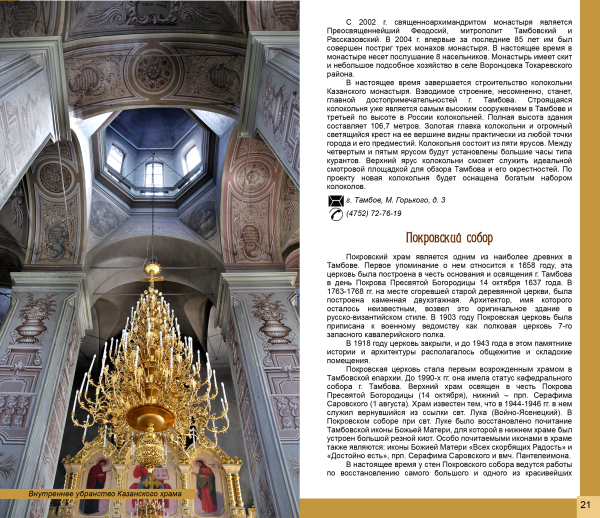 С 2002 г. священноархимандритом монастыря является
Преосвященнейший Феодосий, митрополит Тамбовский и
Рассказовский. В 2004 г. впервые за последние 85 лет им был
совершен постриг трех монахов монастыря. В настоящее время в
монастыре несет послушание 8 насельников. Монастырь имеет скит
и небольшое подсобное хозяйство в селе Воронцовка Токаревского
района.
В настоящее время завершается строительство колокольни
Казанского монастыря. Взводимое строение, несомненно, станет,
главной достопримечательностей г. Тамбова. Строящаяся
колокольня уже является самым высоким сооружением в Тамбове и
третьей по высоте в России колокольней. Полная высота здания
составляет 106,7 метров. Золотая главка колокольни и огромный
светящийся крест на ее вершине видны практически из любой точки
города и его предместий. Колокольня состоит из пяти ярусов. Между
четвертым и пятым ярусом будут установлены большие часы типа
курантов. Верхний ярус колокольни сможет служить идеальной
смотровой площадкой для обзора Тамбова и его окрестностей. По
проекту новая колокольня будет оснащена богатым набором
колоколов.
г. Тамбов, М. Горького, д. 3
(4752) 72-76-19
Покровский собор
Покровский храм является одним из наиболее древних в
Тамбове. Первое упоминание о нем относится к 1658 году, эта
церковь была построена в честь основания и освящения г. Тамбова
в день Покрова Пресвятой Богородицы 14 октября 1637 года. В
1763-1768 гг. на месте сгоревшей старой деревянной церкви, была
построена каменная двухэтажная. Архитектор, имя которого
осталось неизвестным, возвел это оригинальное здание в
русско-византийском стиле. В 1903 году Покровская церковь была
приписана к военному ведомству как полковая церковь 7-го
запасного кавалерийского полка.
В 1918 году церковь закрыли, и до 1943 года в этом памятнике
истории и архитектуры располагалось общежитие и складские
помещения.
Покровская церковь стала первым возрожденным храмом в
Тамбовской епархии. До 1990-х гг. она имела статус кафедрального
собора г. Тамбова. Верхний храм освящен в честь Покрова
Пресвятой Богородицы (14 октября), нижний – прп. Серафима
Саровского (1 августа). Храм известен тем, что в 1944-1946 гг. в нем
служил вернувшийся из ссылки свт. Лука (Войно-Ясенецкий). В
Покровском соборе при свт. Луке было восстановлено почитание
Тамбовской иконы Божьей Матери, для которой в нижнем храме был
устроен большой резной киот. Особо почитаемыми иконами в храме
также являются: иконы Божией Матери «Всех скорбящих Радость» и
«Достойно есть», прп. Серафима Саровского и вмч. Пантелеимона.
В настоящее время у стен Покровского собора ведутся работы
по восстановлению самого большого и одного из красивейших
Внутреннее убранство Казанского храма
21